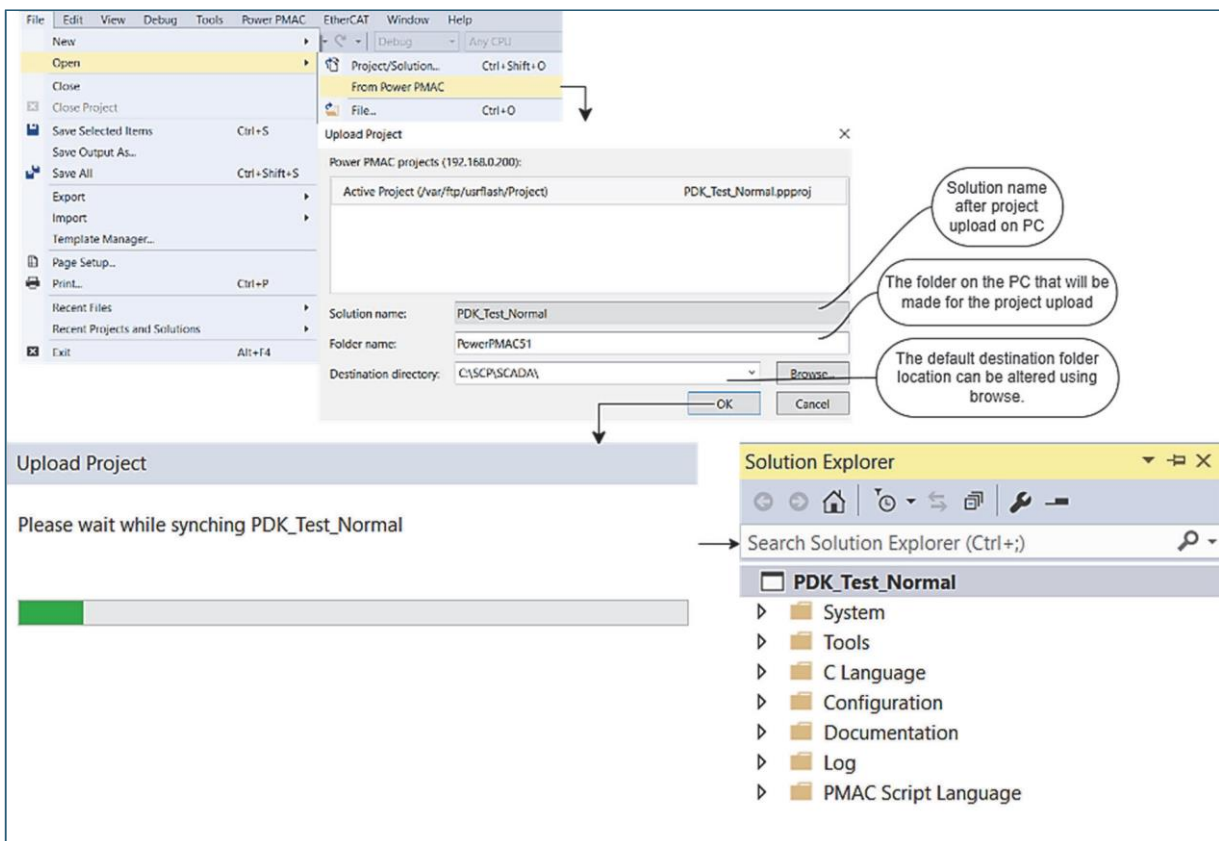 File Edit View Debug Tools Power PMAC EtherCAT Window Help
New
Debug Any CPU
Open
Project/Solution... Ctrl+Shift+O
Close
From Power PMAC
Close Project
File... Ctrl+O
Save Selected Items Ctrl+S
Save Output As...
Save All Ctrl+Shift+S
Export
Import
Template Manager...
Page Setup...
Print... Ctrl+P
Recent Files
Recent Projects and Solutions
Exit Alt+F4
Upload Project
Power PMAC projects (192.168.0.200):
Active Project (/var/ftp/usrflash/Project) PDK_Test_Normal.ppproj
Solution name: PDK_Test_Normal
Folder name: PowerPMAC51
Destination directory: C:\SCP\SCADA\ Browse...
OK Cancel
Solution name
after project
upload on PC
The folder on the PC that will be
made for the project upload
The default destination folder
location can be altered using
browse.
Upload Project
Please wait while synching PDK_Test_Normal
Solution Explorer
Search Solution Explorer (Ctrl+;)
PDK_Test_Normal
System
Tools
C Language
Configuration
Documentation
Log
PMAC Script Language